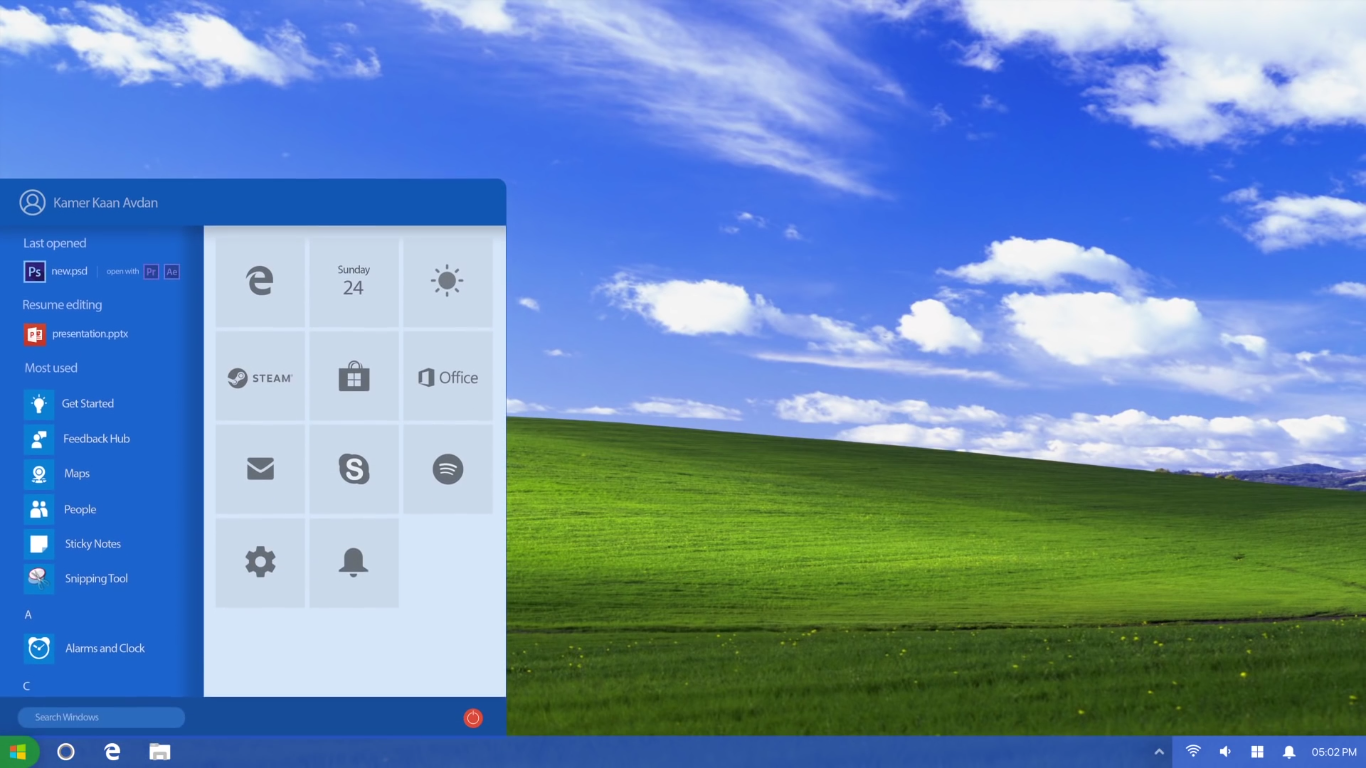 Kamer Kaan Avdan
Last opened
Ps new.psd open with Pr Ae
Resume editing
presentation.pptx
Most used
Get Started
Feedback Hub
Maps
People
Sticky Notes
Snipping Tool
A
Alarms and Clock
C
Search Windows
Sunday
24
STEAM
Office
05:02 PM